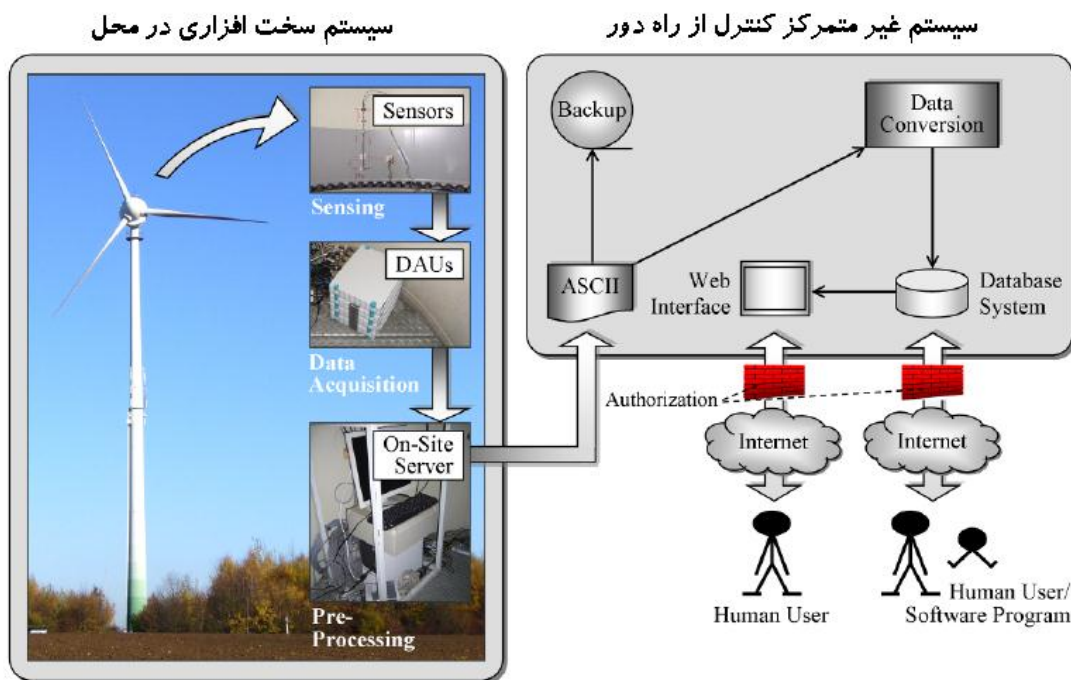 سیستم سخت افزاری در محل
Sensors
Sensing
DAUs
Data
Acquisition
On-Site
Server
Pre-
Processing
سیستم غیر متمرکز کنترل از راه دور
Backup
Data
Conversion
ASCII
Web
Interface
Database
System
Authorization
Internet
Internet
Human User
Human User/
Software Program